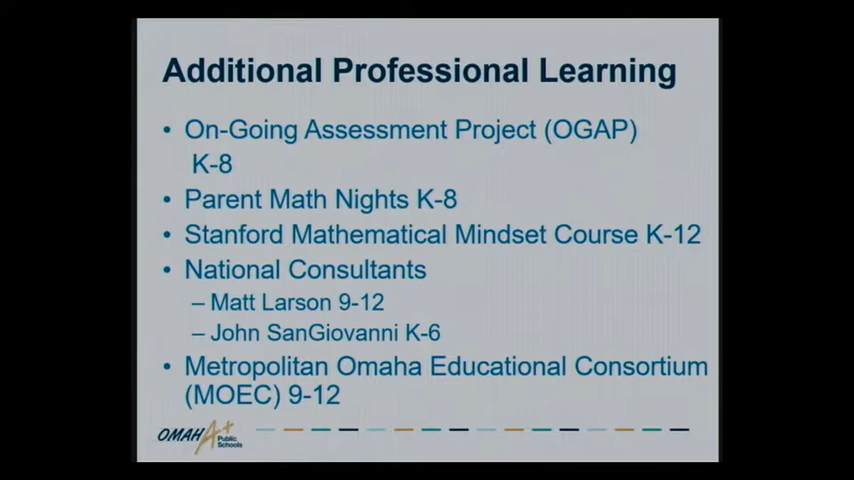 Additional Professional Learning
• On-Going Assessment Project (OGAP)
K-8
• Parent Math Nights K-8
• Stanford Mathematical Mindset Course K-12
• National Consultants
– Matt Larson 9-12
– John SanGiovanni K-6
• Metropolitan Omaha Educational Consortium
(MOEC) 9-12
OMAHA+
Public
Schools